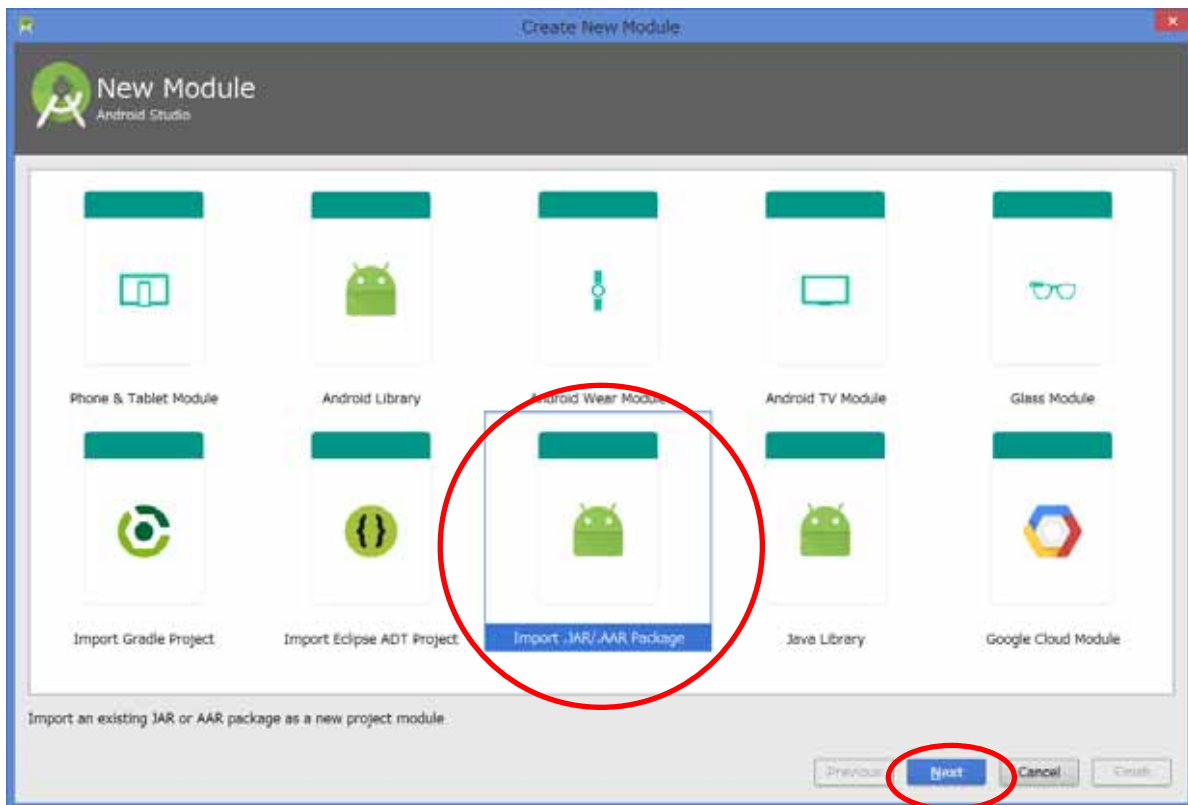 Create New Module
New Module
Android Studio
Phone & Tablet Module
Android Library
Android Wear Module
Android TV Module
Glass Module
Import Gradle Project
Import Eclipse ADT Project
Import .JAR/.AAR Package
Java Library
Google Cloud Module
Import an existing JAR or AAR package as a new project module
Previous
Next
Cancel
Finish